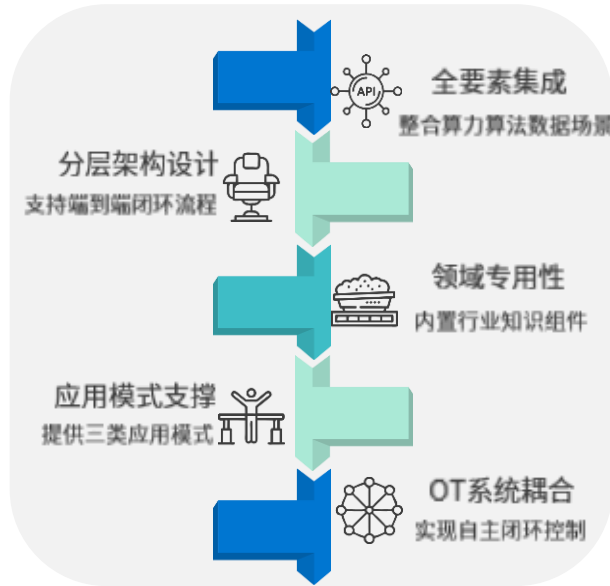 API
全要素集成
整合算力算法数据场景
分层架构设计
支持端到端闭环流程
领域专用性
内置行业知识组件
应用模式支撑
提供三类应用模式
OT系统耦合
实现自主闭环控制